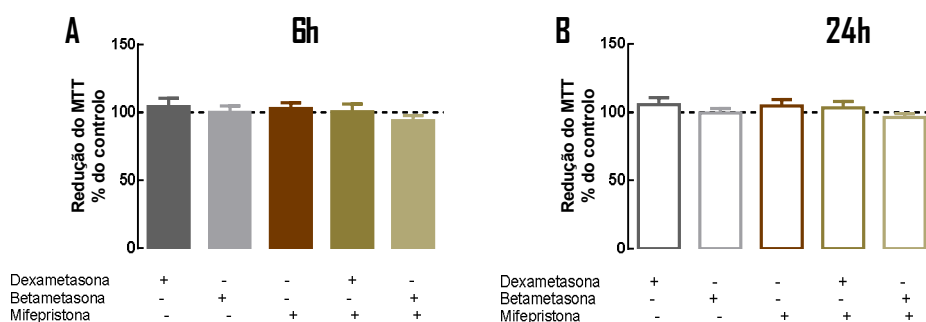 A 6h
Redução do MTT
% do controlo
150
100
50
0
Dexametasona + - - + -
Betametasona - + - - +
Mifepristona - - + + +
B 24h
Redução do MTT
% do controlo
150
100
50
0
Dexametasona + - - + -
Betametasona - + - - +
Mifepristona - - + + +